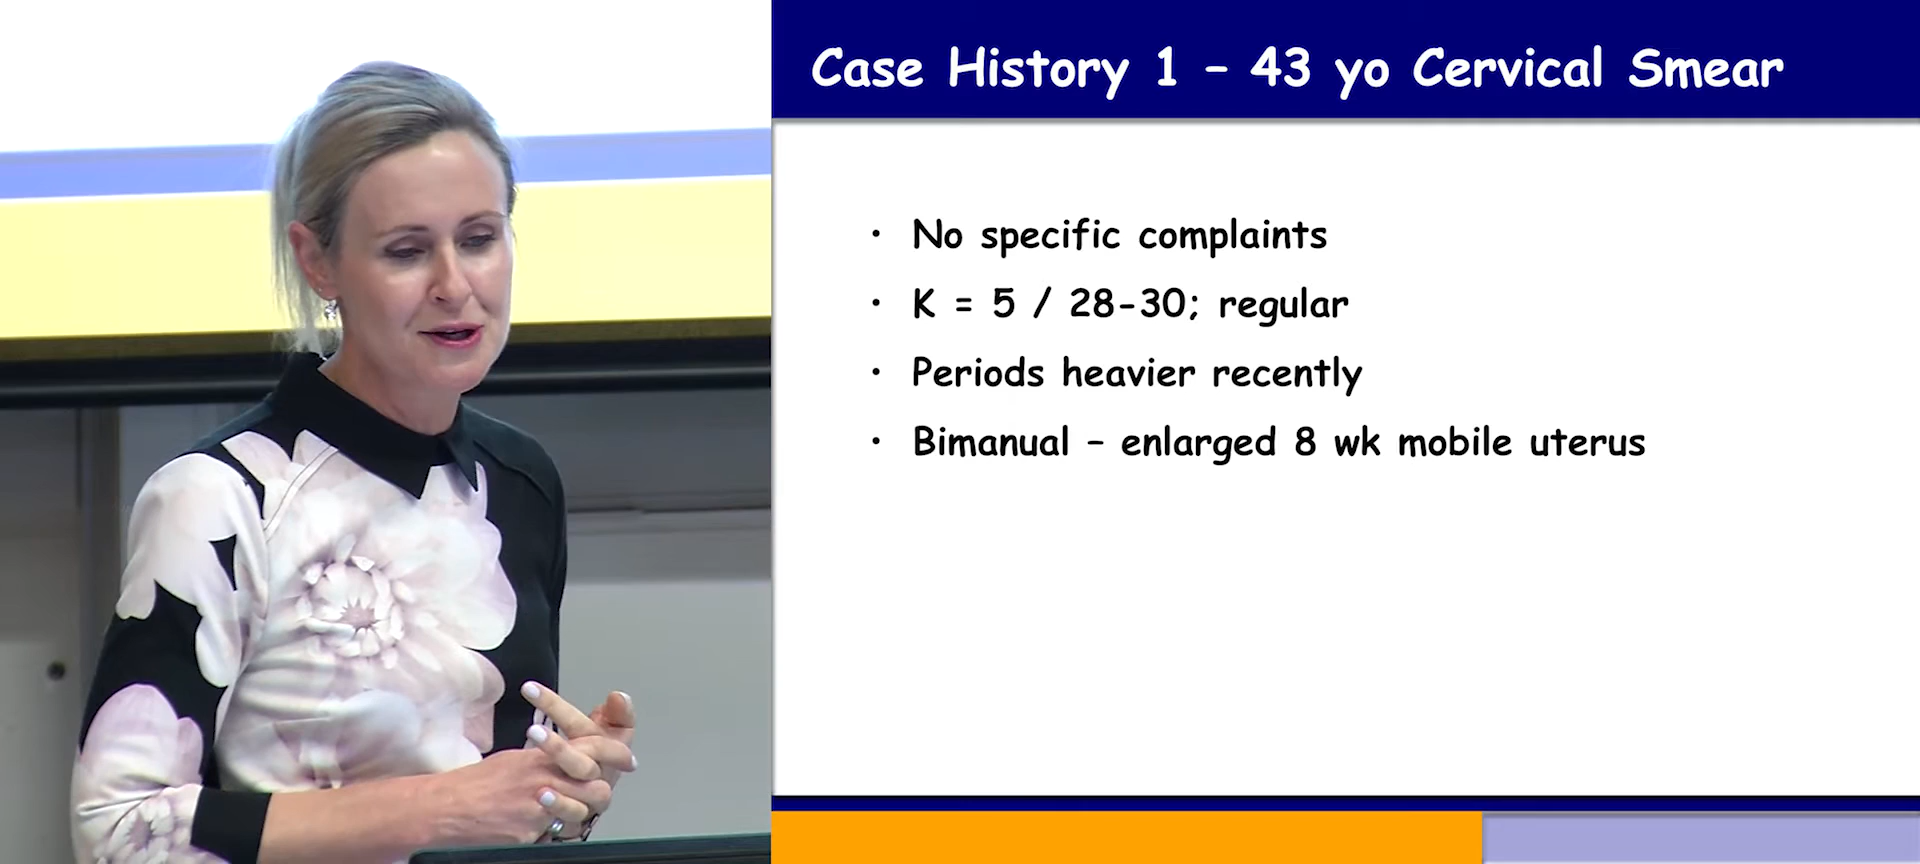 Case History 1 – 43 yo Cervical Smear
• No specific complaints
• K = 5 / 28-30; regular
• Periods heavier recently
• Bimanual – enlarged 8 wk mobile uterus